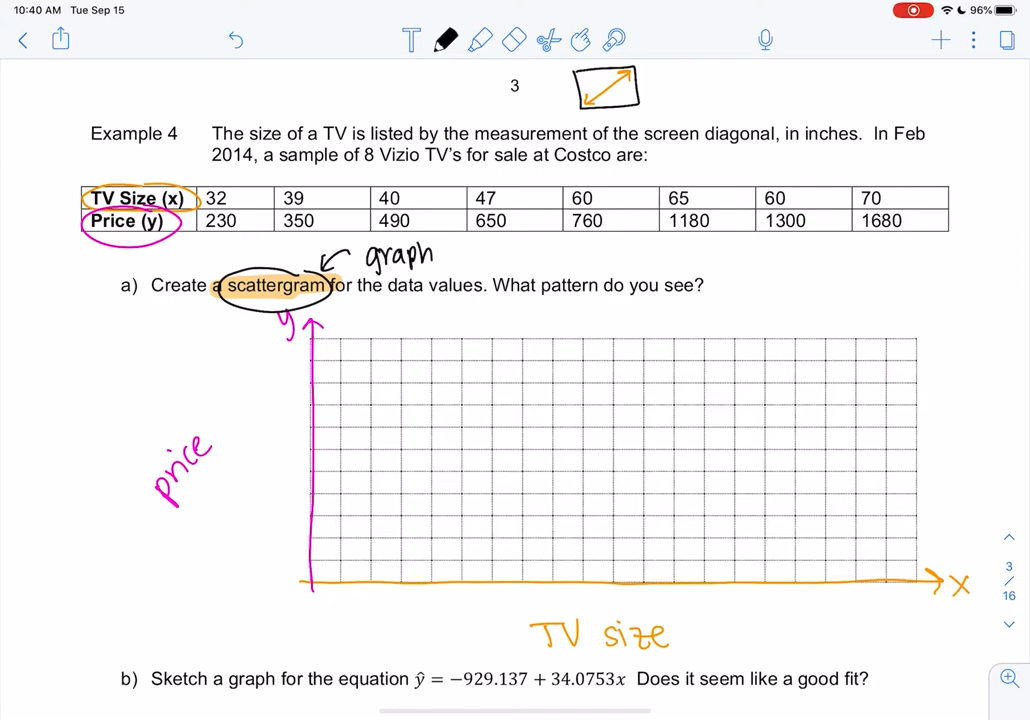 10:40 AM Tue Sep 15
96%
T
3
Example 4 The size of a TV is listed by the measurement of the screen diagonal, in inches. In Feb
2014, a sample of 8 Vizio TV's for sale at Costco are:
TV Size (x) 32 39 40 47 60 65 60 70
Price (y) 230 350 490 650 760 1180 1300 1680
graph
a) Create a scattergram for the data values. What pattern do you see?
y
price
x
TV size
3
/
16
b) Sketch a graph for the equation ŷ = −929.137 + 34.0753x Does it seem like a good fit?